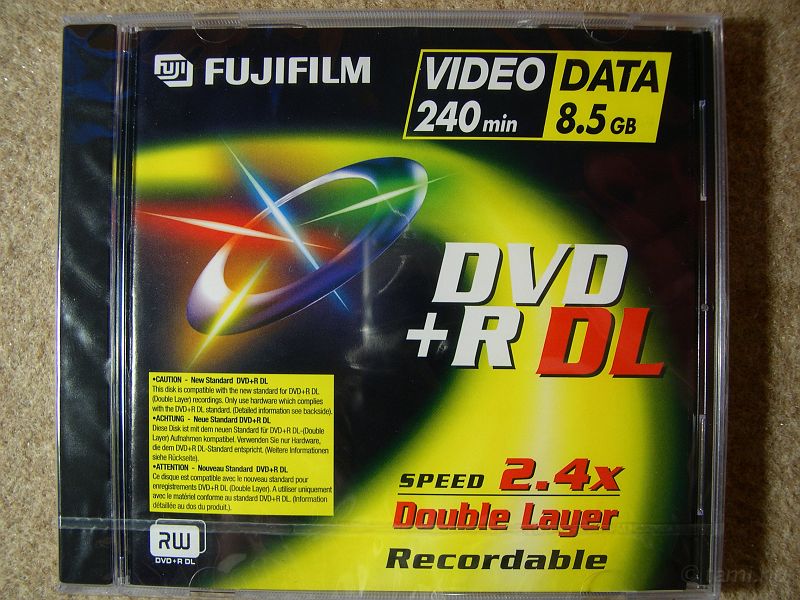 FUJI FUJIFILM
VIDEO DATA
240 min 8.5 GB
DVD
+R DL
•CAUTION - New Standard DVD+R DL
This disk is compatible with the new standard for DVD+R DL
(Double Layer) recordings. Only use hardware which complies
with the DVD+R DL standard. (Detailed information see backside).
•ACHTUNG - Neue Standard DVD+R DL
Diese Disk ist mit dem neuen Standard für DVD+R DL-(Double
Layer) Aufnahmen kompatibel. Verwenden Sie nur Hardware,
die dem DVD+R DL-Standard entspricht. (Weitere Informationen
siehe Rückseite).
•ATTENTION - Nouveau Standard DVD+R DL
Ce disque est compatible avec le nouveau standard pour
enregistrements DVD+R DL (Double Layer). A utiliser uniquement
avec le matériel conforme au standard DVD+R DL. (Information
détaillée au dos du produit.).
SPEED 2.4x
Double Layer
Recordable
RW
DVD+R DL